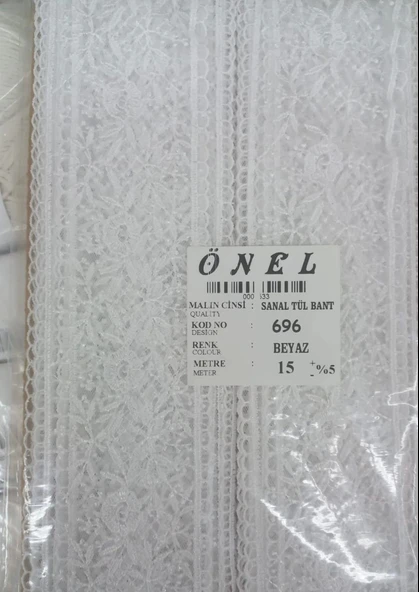 ÖNEL
MALIN CİNSİ : SANAL TÜL BANT
QUALITY
KOD NO : 696
DESIGN
RENK : BEYAZ
COLOUR
METRE : 15 + - %5
METER